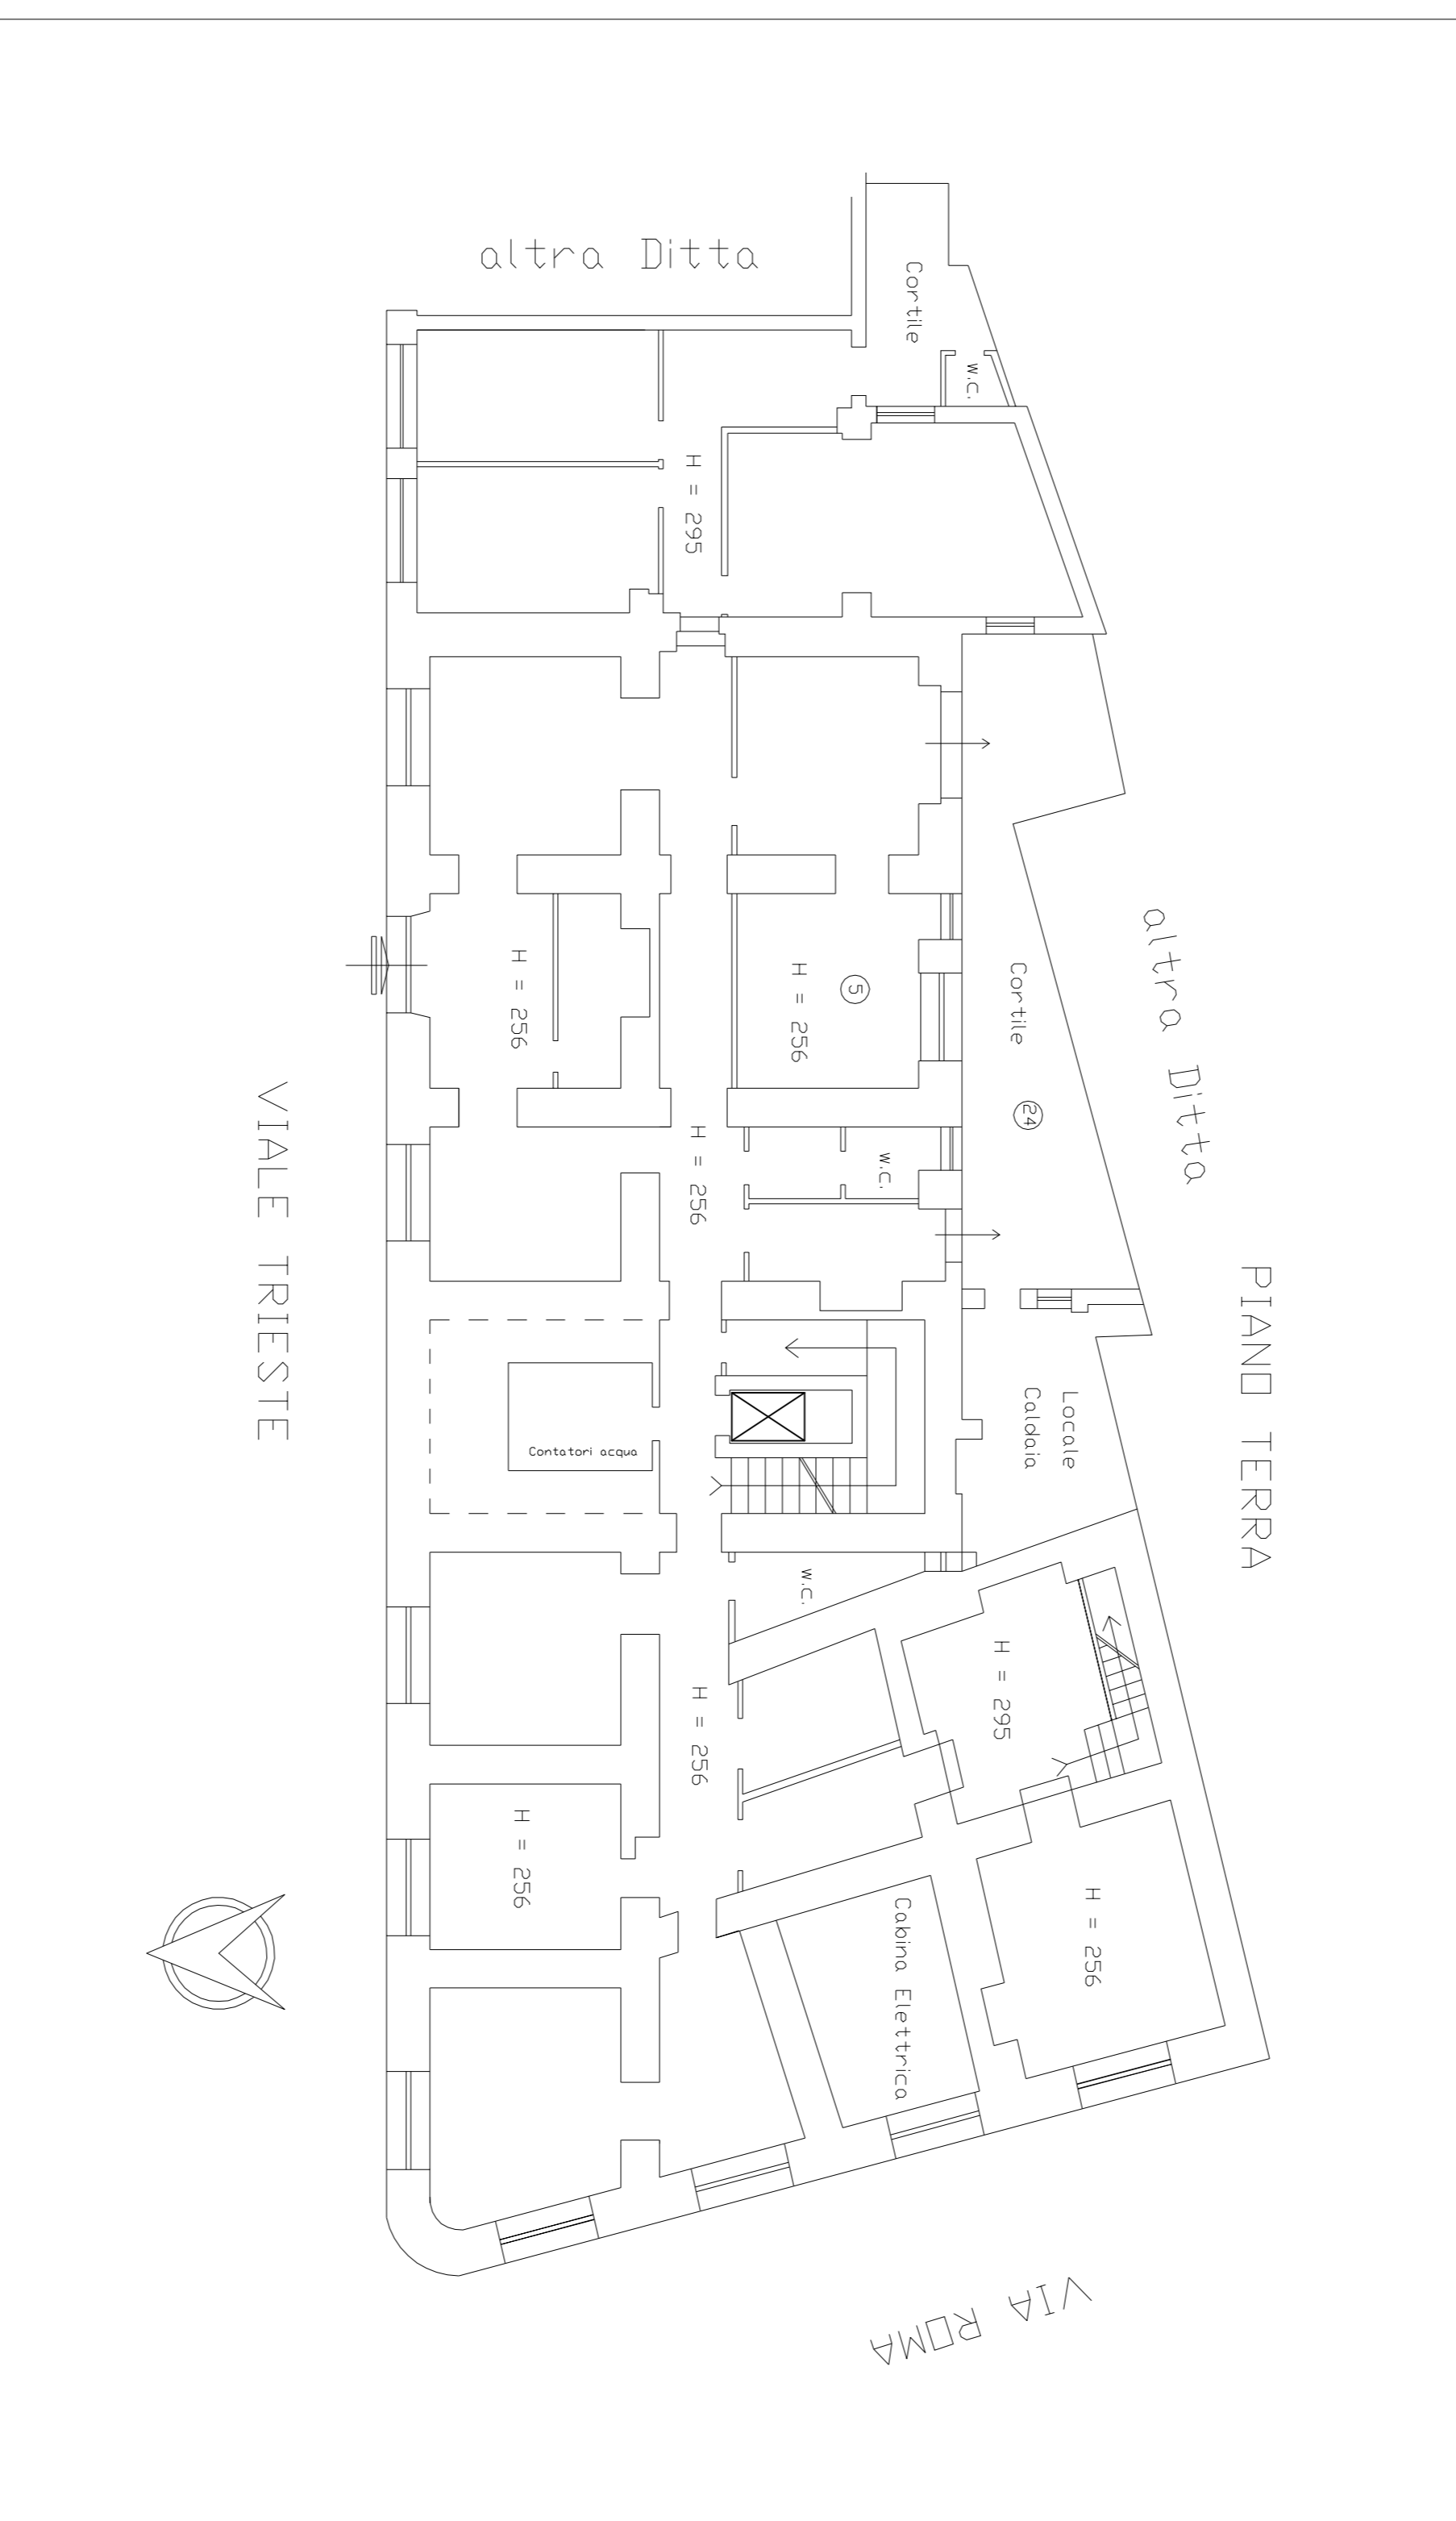 altra Ditta
Cortile
W.C.
H = 295
altra Ditta
H = 256
H = 256
5
Cortile
24
VIALE TRIESTE
H = 256
W.C.
PIANO TERRA
Contatori acqua
Locale
Caldaia
W.C.
H = 295
H = 256
H = 256
H = 256
Cabina Elettrica
VIA ROMA